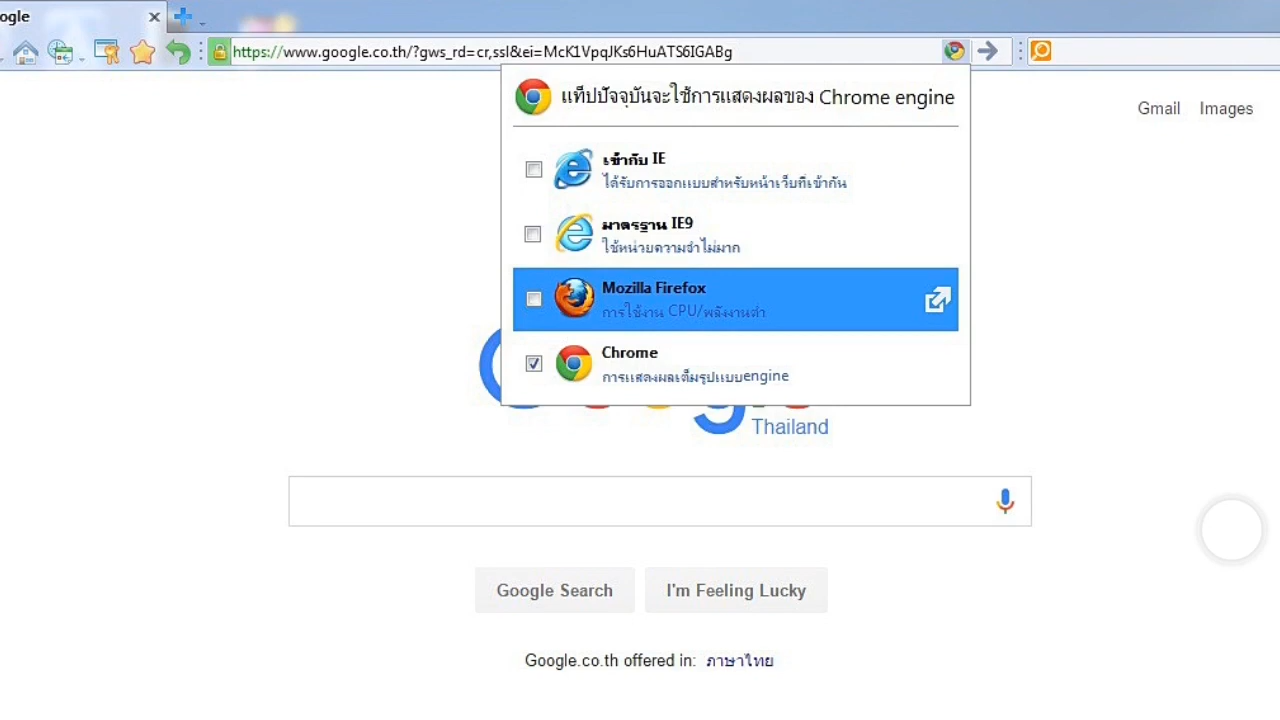 ogle
https://www.google.co.th/?gws_rd=cr,ssl&ei=McK1VpqJKs6HuATS6IGABg
แท็ปปัจจุบันจะใช้การแสดงผลของ Chrome engine
Gmail Images
เข้ากับ IE
ได้รับการออกแบบสำหรับหน้าเว็บที่เข้ากัน
มาตรฐาน IE9
ใช้หน่วยความจำไม่มาก
Mozilla Firefox
การใช้งาน CPU/พลังงานต่ำ
Chrome
การแสดงผลเต็มรูปแบบengine
Thailand
Google Search I'm Feeling Lucky
Google.co.th offered in: ภาษาไทย